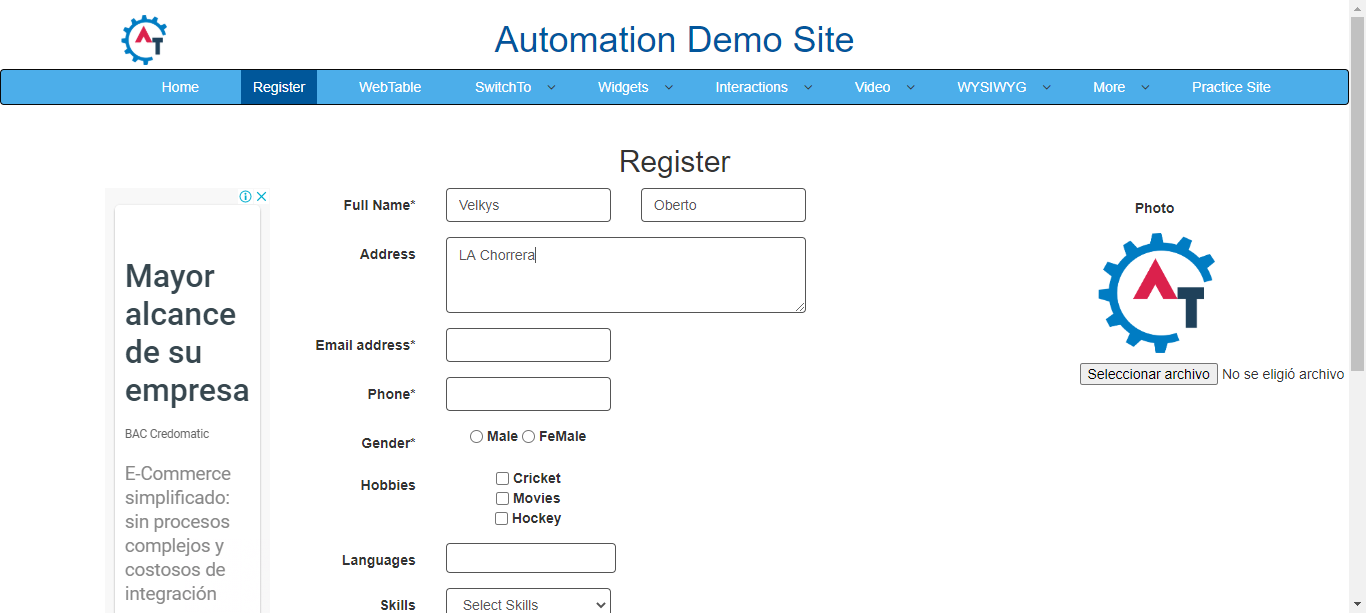 AT
Automation Demo Site
Home Register WebTable SwitchTo Widgets Interactions Video WYSIWYG More Practice Site
Register
Full Name* Velkys Oberto
Photo
Address LA Chorrera
AT
Email address*
Seleccionar archivo No se eligió archivo
Phone*
Gender* Male FeMale
Hobbies Cricket
Movies
Hockey
Languages
Skills Select Skills
Mayor
alcance
de su
empresa
BAC Credomatic
E-Commerce
simplificado:
sin procesos
complejos y
costosos de
integración